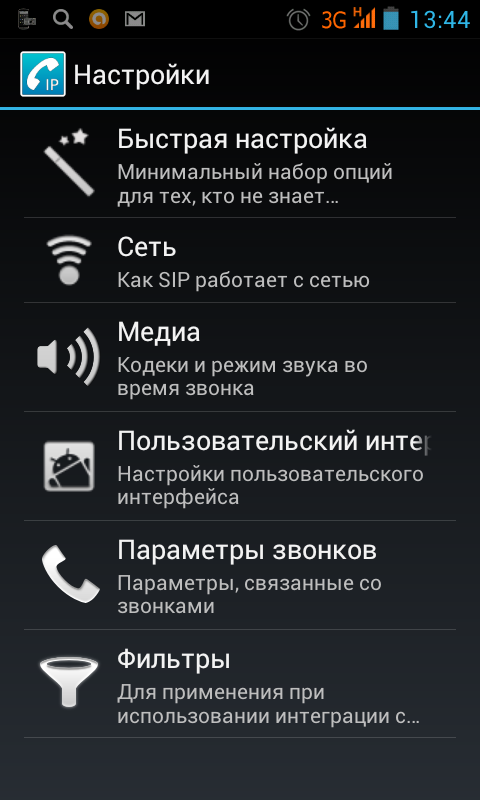 3G H 13:44
IP Настройки
Быстрая настройка
Минимальный набор опций
для тех, кто не знает...
Сеть
Как SIP работает с сетью
Медиа
Кодеки и режим звука во
время звонка
Пользовательский интер
Настройки пользовательского
интерфейса
Параметры звонков
Параметры, связанные со
звонками
Фильтры
Для применения при
использовании интеграции с...